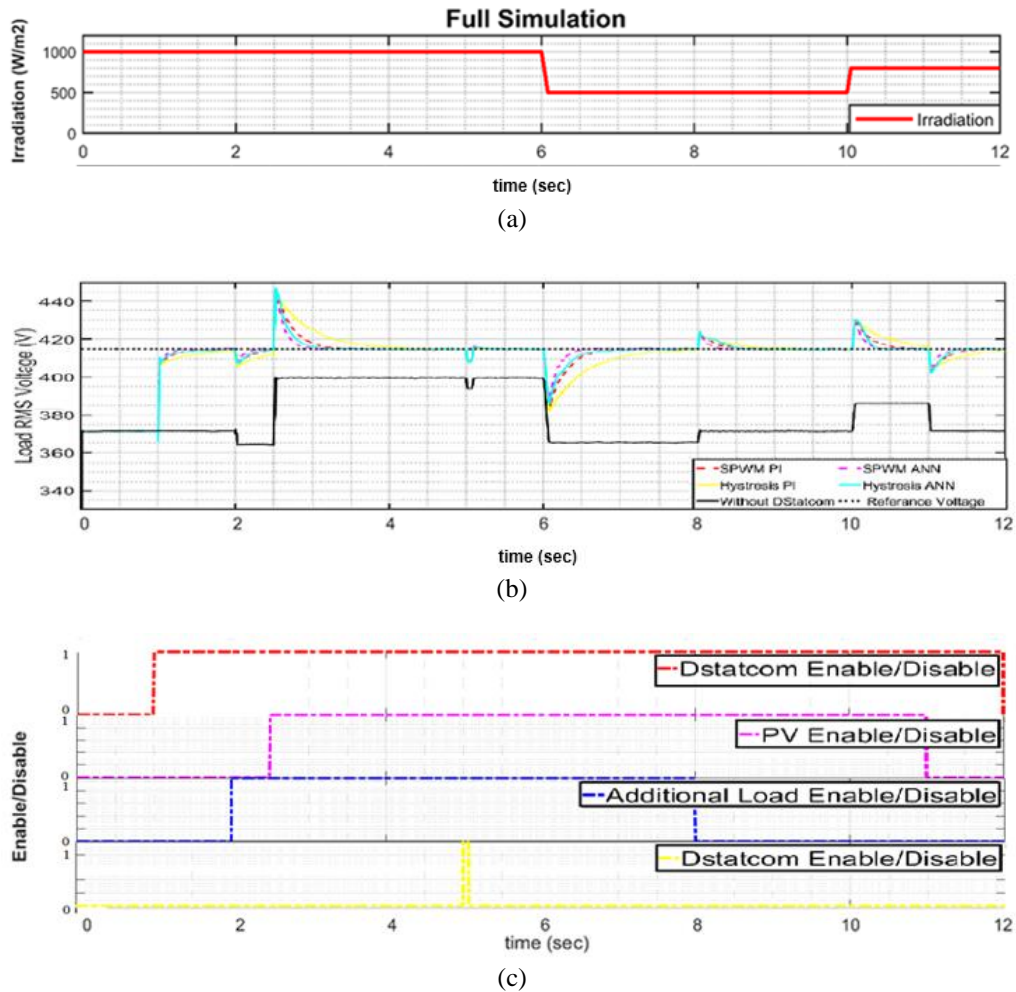 Full Simulation
Irradiation (W/m2)
1000
500
0
Irradiation
0 2 4 6 8 10 12
time (sec)
(a)
Load RMS Voltage (V)
440
420
400
380
360
340
SPWM PI
SPWM ANN
Hystresis PI
Hystresis ANN
Without DStatcom
Referance Voltage
0 2 4 6 8 10 12
time (sec)
(b)
Enable/Disable
1
0
Dstatcom Enable/Disable
1
0
PV Enable/Disable
1
0
Additional Load Enable/Disable
1
0
Dstatcom Enable/Disable
0 2 4 6 8 10 12
time (sec)
(c)